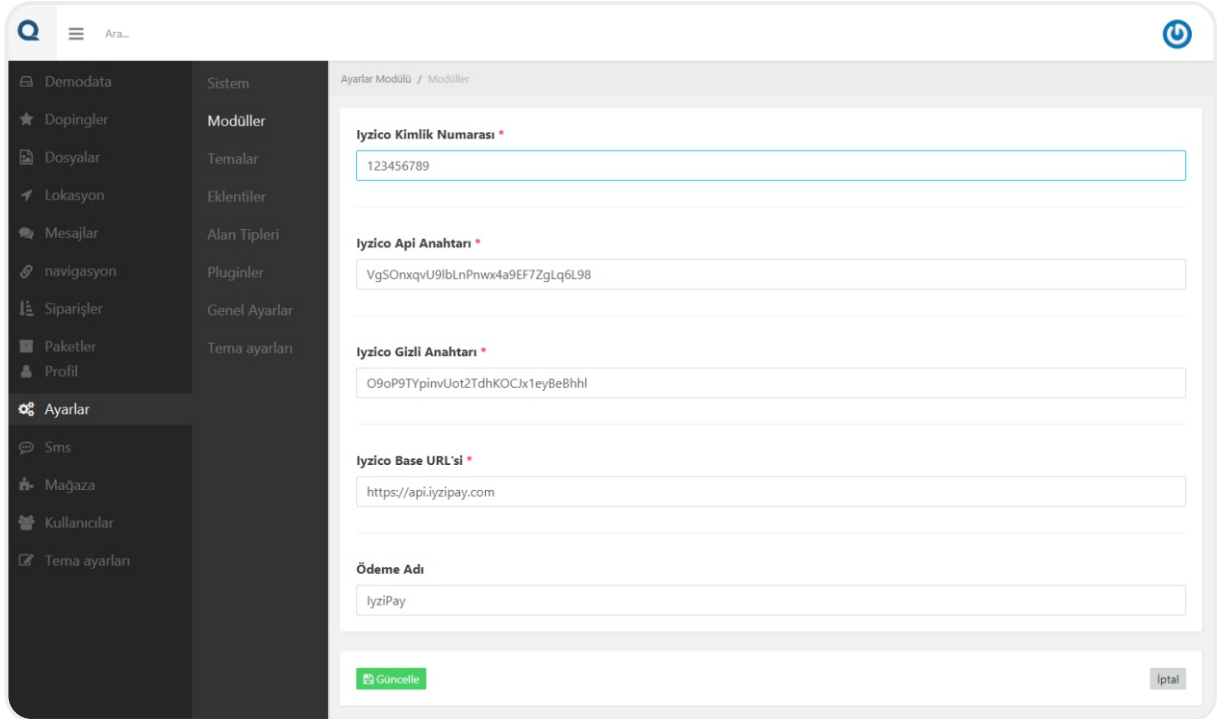 Ara...
Demodata
Dopingler
Dosyalar
Lokasyon
Mesajlar
navigasyon
Siparişler
Paketler
Profil
Ayarlar
Sms
Mağaza
Kullanıcılar
Tema ayarları
Sistem
Modüller
Temalar
Eklentiler
Alan Tipleri
Pluginler
Genel Ayarlar
Tema ayarları
Ayarlar Modülü / Modüller
Iyzico Kimlik Numarası *
123456789
Iyzico Api Anahtarı *
VgSOnxqvU9lbLnPnwx4a9EF7ZgLq6L98
Iyzico Gizli Anahtarı *
O9oP9TYpinvUot2TdhKOCJx1eyBeBhhl
Iyzico Base URL'si *
https://api.iyzipay.com
Ödeme Adı
IyziPay
Güncelle
İptal